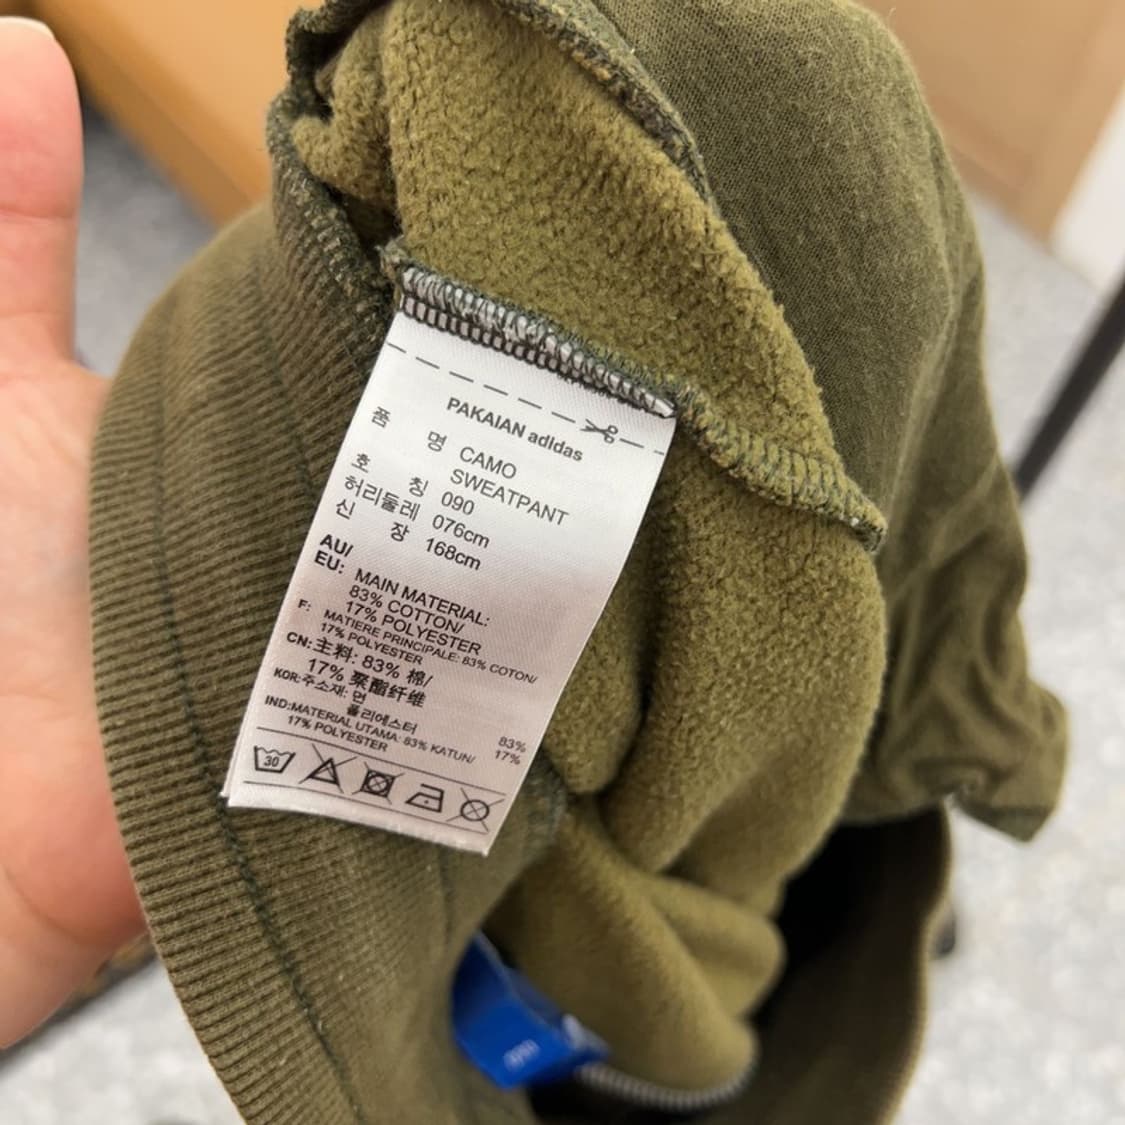 PAKAIAN adidas
품 명 CAMO
SWEATPANT
호 칭 090
허리둘레 076cm
신 장 168cm
AU/
EU: MAIN MATERIAL:
83% COTTON/
17% POLYESTER
F: MATIERE PRINCIPALE: 83% COTON/
17% POLYESTER
CN:主料: 83% 棉/
17% 聚酯纤维
KOR:주소재: 면 83%
폴리에스터 17%
IND:MATERIAL UTAMA: 83% KATUN/
17% POLYESTER
30